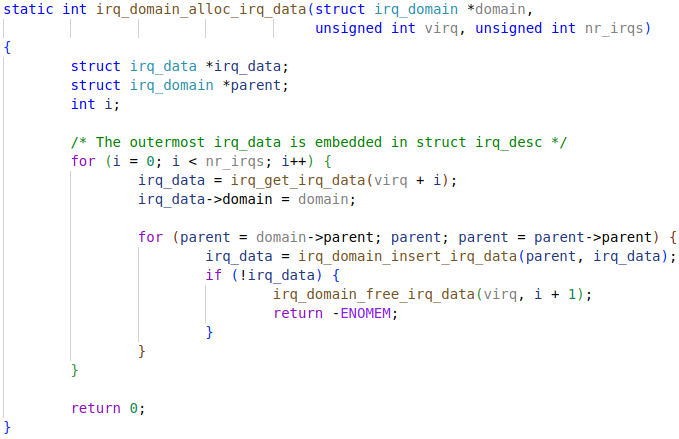 static int irq_domain_alloc_irq_data(struct irq_domain *domain,
                                     unsigned int virq, unsigned int nr_irqs)
{
        struct irq_data *irq_data;
        struct irq_domain *parent;
        int i;

        /* The outermost irq_data is embedded in struct irq_desc */
        for (i = 0; i < nr_irqs; i++) {
                irq_data = irq_get_irq_data(virq + i);
                irq_data->domain = domain;

                for (parent = domain->parent; parent; parent = parent->parent) {
                        irq_data = irq_domain_insert_irq_data(parent, irq_data);
                        if (!irq_data) {
                                irq_domain_free_irq_data(virq, i + 1);
                                return -ENOMEM;
                        }
                }
        }

        return 0;
}